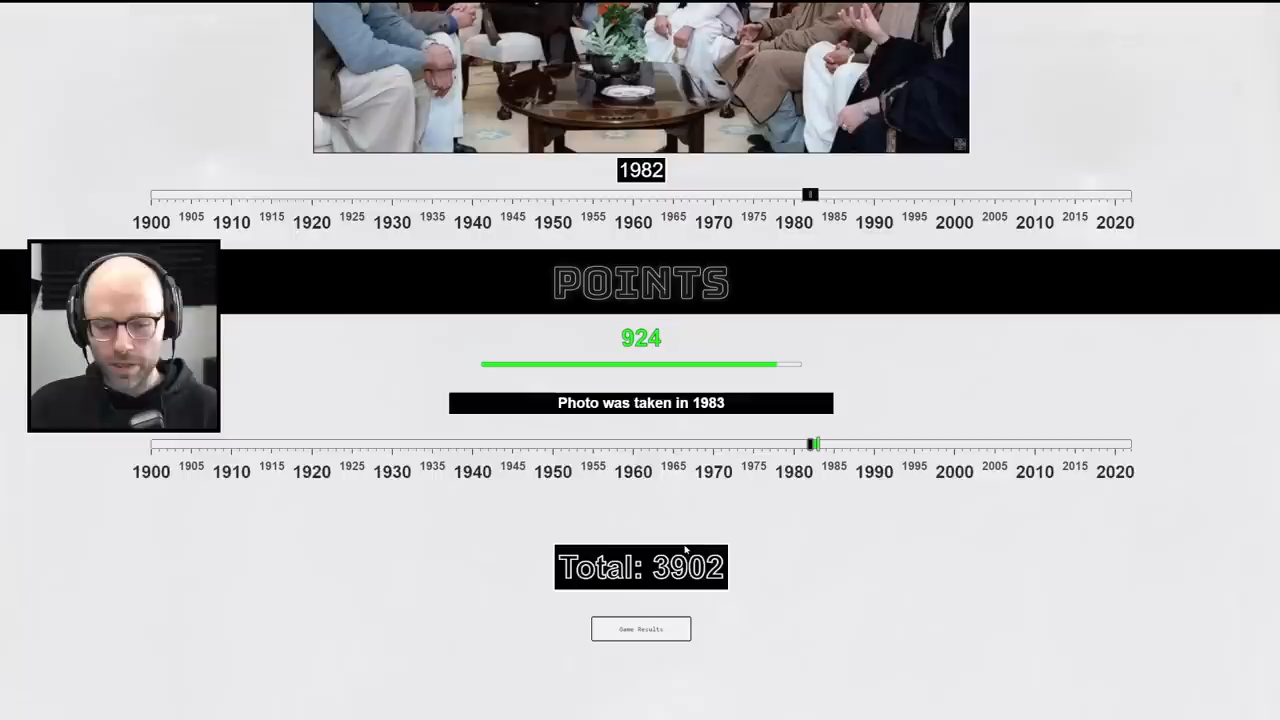 1982
1900 1905 1910 1915 1920 1925 1930 1935 1940 1945 1950 1955 1960 1965 1970 1975 1980 1985 1990 1995 2000 2005 2010 2015 2020
POINTS
924
Photo was taken in 1983
1900 1905 1910 1915 1920 1925 1930 1935 1940 1945 1950 1955 1960 1965 1970 1975 1980 1985 1990 1995 2000 2005 2010 2015 2020
Total: 3902
Game Results